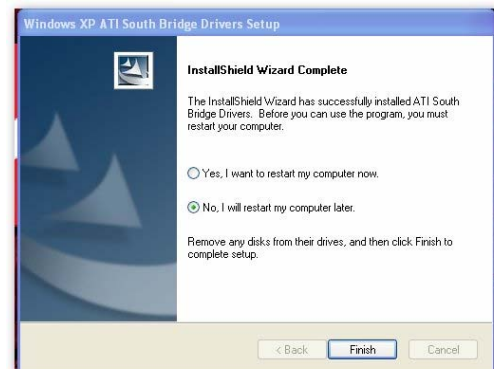 Windows XP ATI South Bridge Drivers Setup
InstallShield Wizard Complete
The InstallShield Wizard has successfully installed ATI South
Bridge Drivers. Before you can use the program, you must
restart your computer.
Yes, I want to restart my computer now.
No, I will restart my computer later.
Remove any disks from their drives, and then click Finish to
complete setup.
< Back Finish Cancel